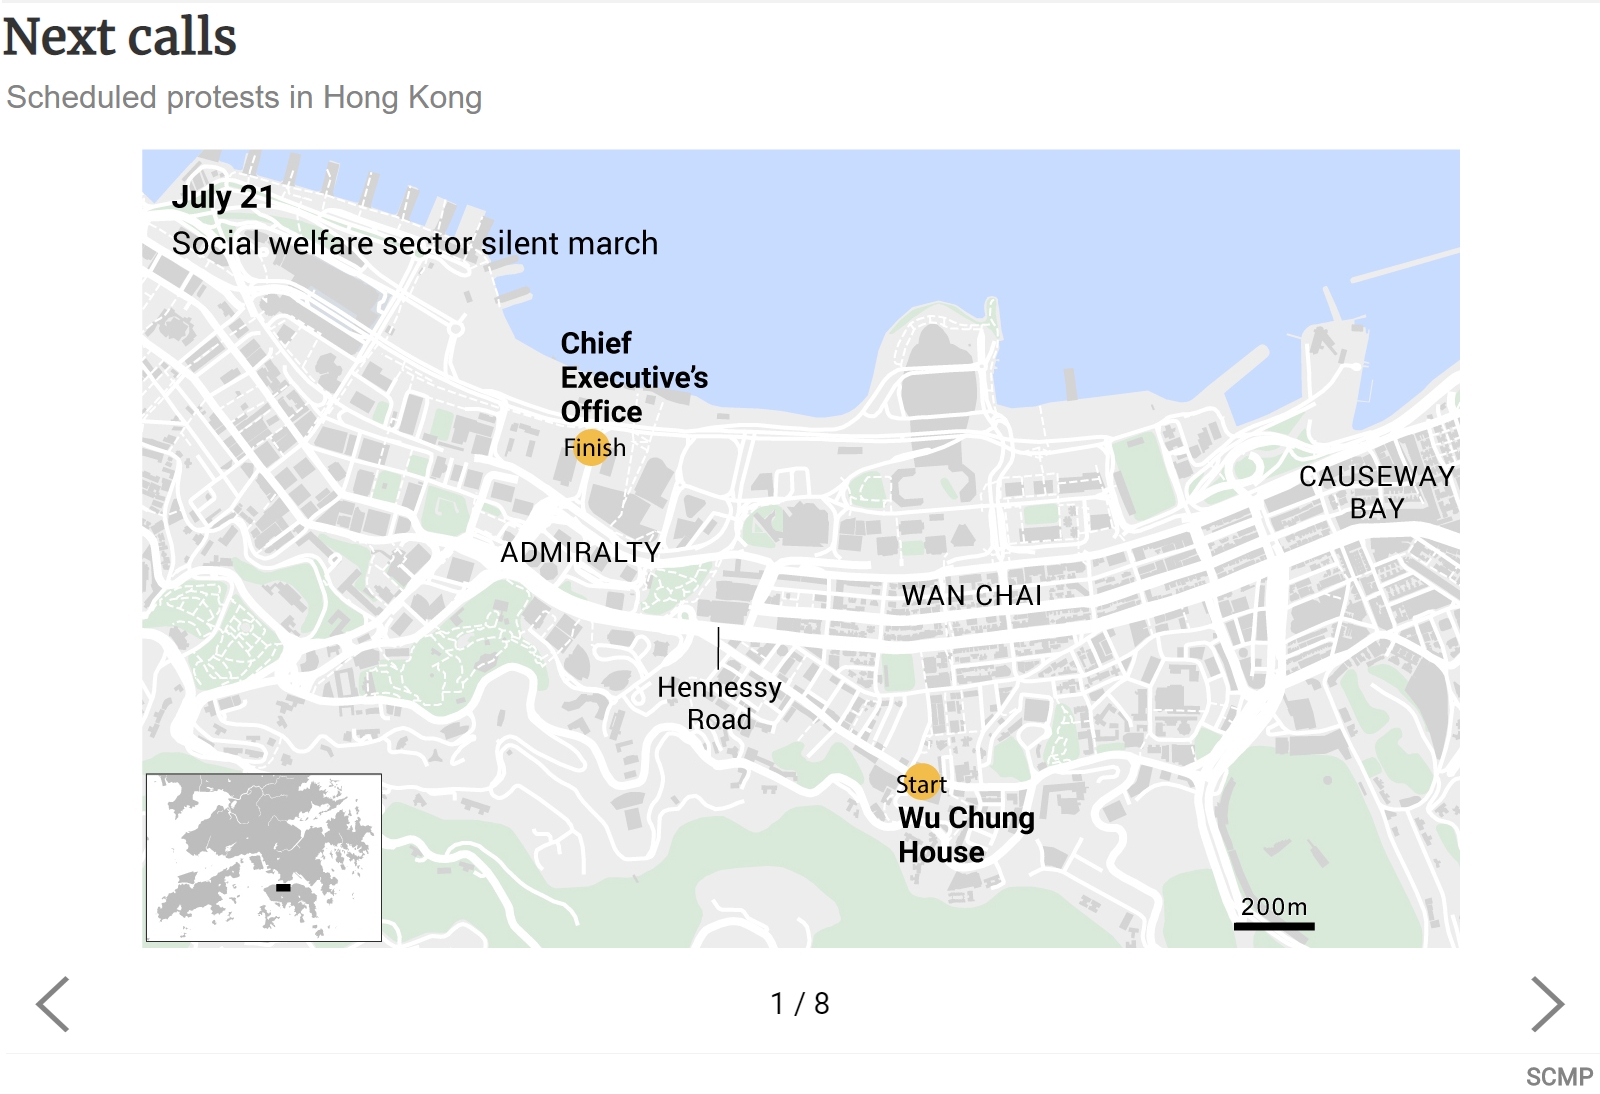 Next calls
Scheduled protests in Hong Kong
July 21
Social welfare sector silent march
Chief
Executive’s
Office
Finish
CAUSEWAY
BAY
ADMIRALTY
WAN CHAI
Hennessy
Road
Start
Wu Chung
House
200m
1 / 8
SCMP